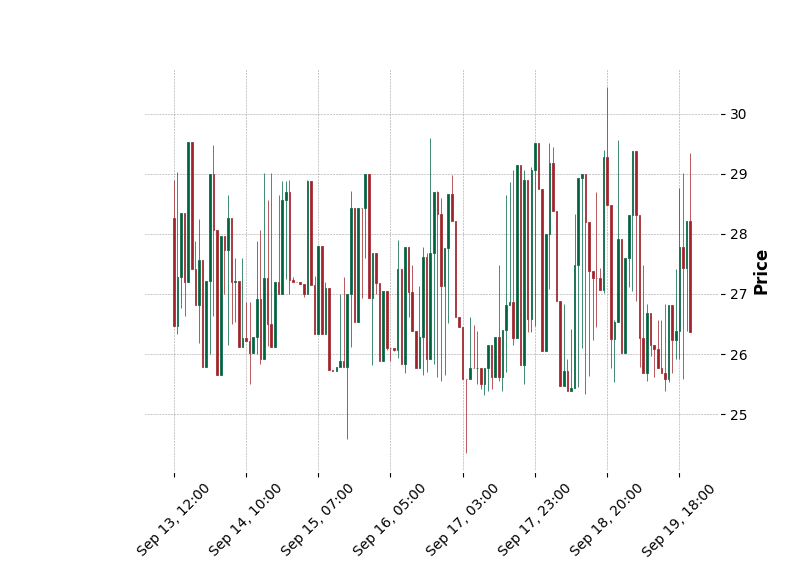 30
29
28
27
26
25
Price
Sep 13, 12:00
Sep 14, 10:00
Sep 15, 07:00
Sep 16, 05:00
Sep 17, 03:00
Sep 17, 23:00
Sep 18, 20:00
Sep 19, 18:00